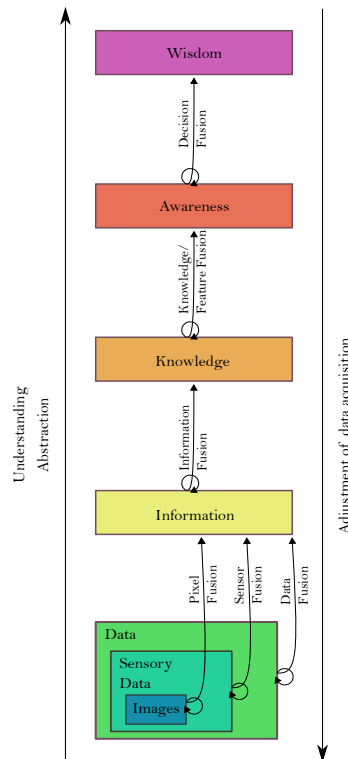 Wisdom
Decision
Fusion
Awareness
Knowledge/
Feature Fusion
Knowledge
Understanding
Abstraction
Adjustment of data acquisition
Information
Fusion
Information
Pixel
Fusion
Sensor
Fusion
Data
Fusion
Data
Sensory
Data
Images